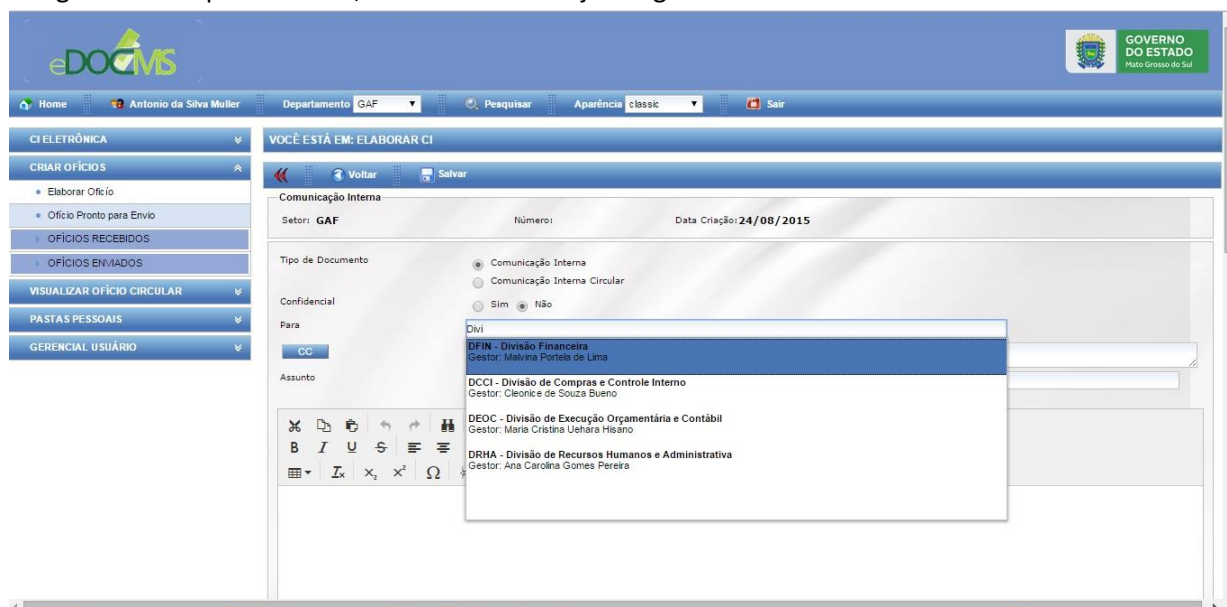 eDOCMS
GOVERNO
DO ESTADO
Mato Grosso do Sul
Home Antonio da Silva Muller Departamento GAF Pesquisar Aparência classic Sair
CI ELETRÔNICA
CRIAR OFÍCIOS
Elaborar Ofício
Ofício Pronto para Envio
OFÍCIOS RECEBIDOS
OFÍCIOS ENVIADOS
VISUALIZAR OFÍCIO CIRCULAR
PASTAS PESSOAIS
GERENCIAL USUÁRIO
VOCÊ ESTÁ EM: ELABORAR CI
Voltar Salvar
Comunicação Interna
Setor: GAF Número: Data Criação: 24/08/2015
Tipo de Documento
Comunicação Interna
Comunicação Interna Circular
Confidencial Sim Não
Para Divi
CC
Assunto
DFIN - Divisão Financeira
Gestor: Malvina Portela de Lima
DCCI - Divisão de Compras e Controle Interno
Gestor: Cleonice de Souza Bueno
DEOC - Divisão de Execução Orçamentária e Contábil
Gestor: Maria Cristina Uehara Hisano
DRHA - Divisão de Recursos Humanos e Administrativa
Gestor: Ana Carolina Gomes Pereira